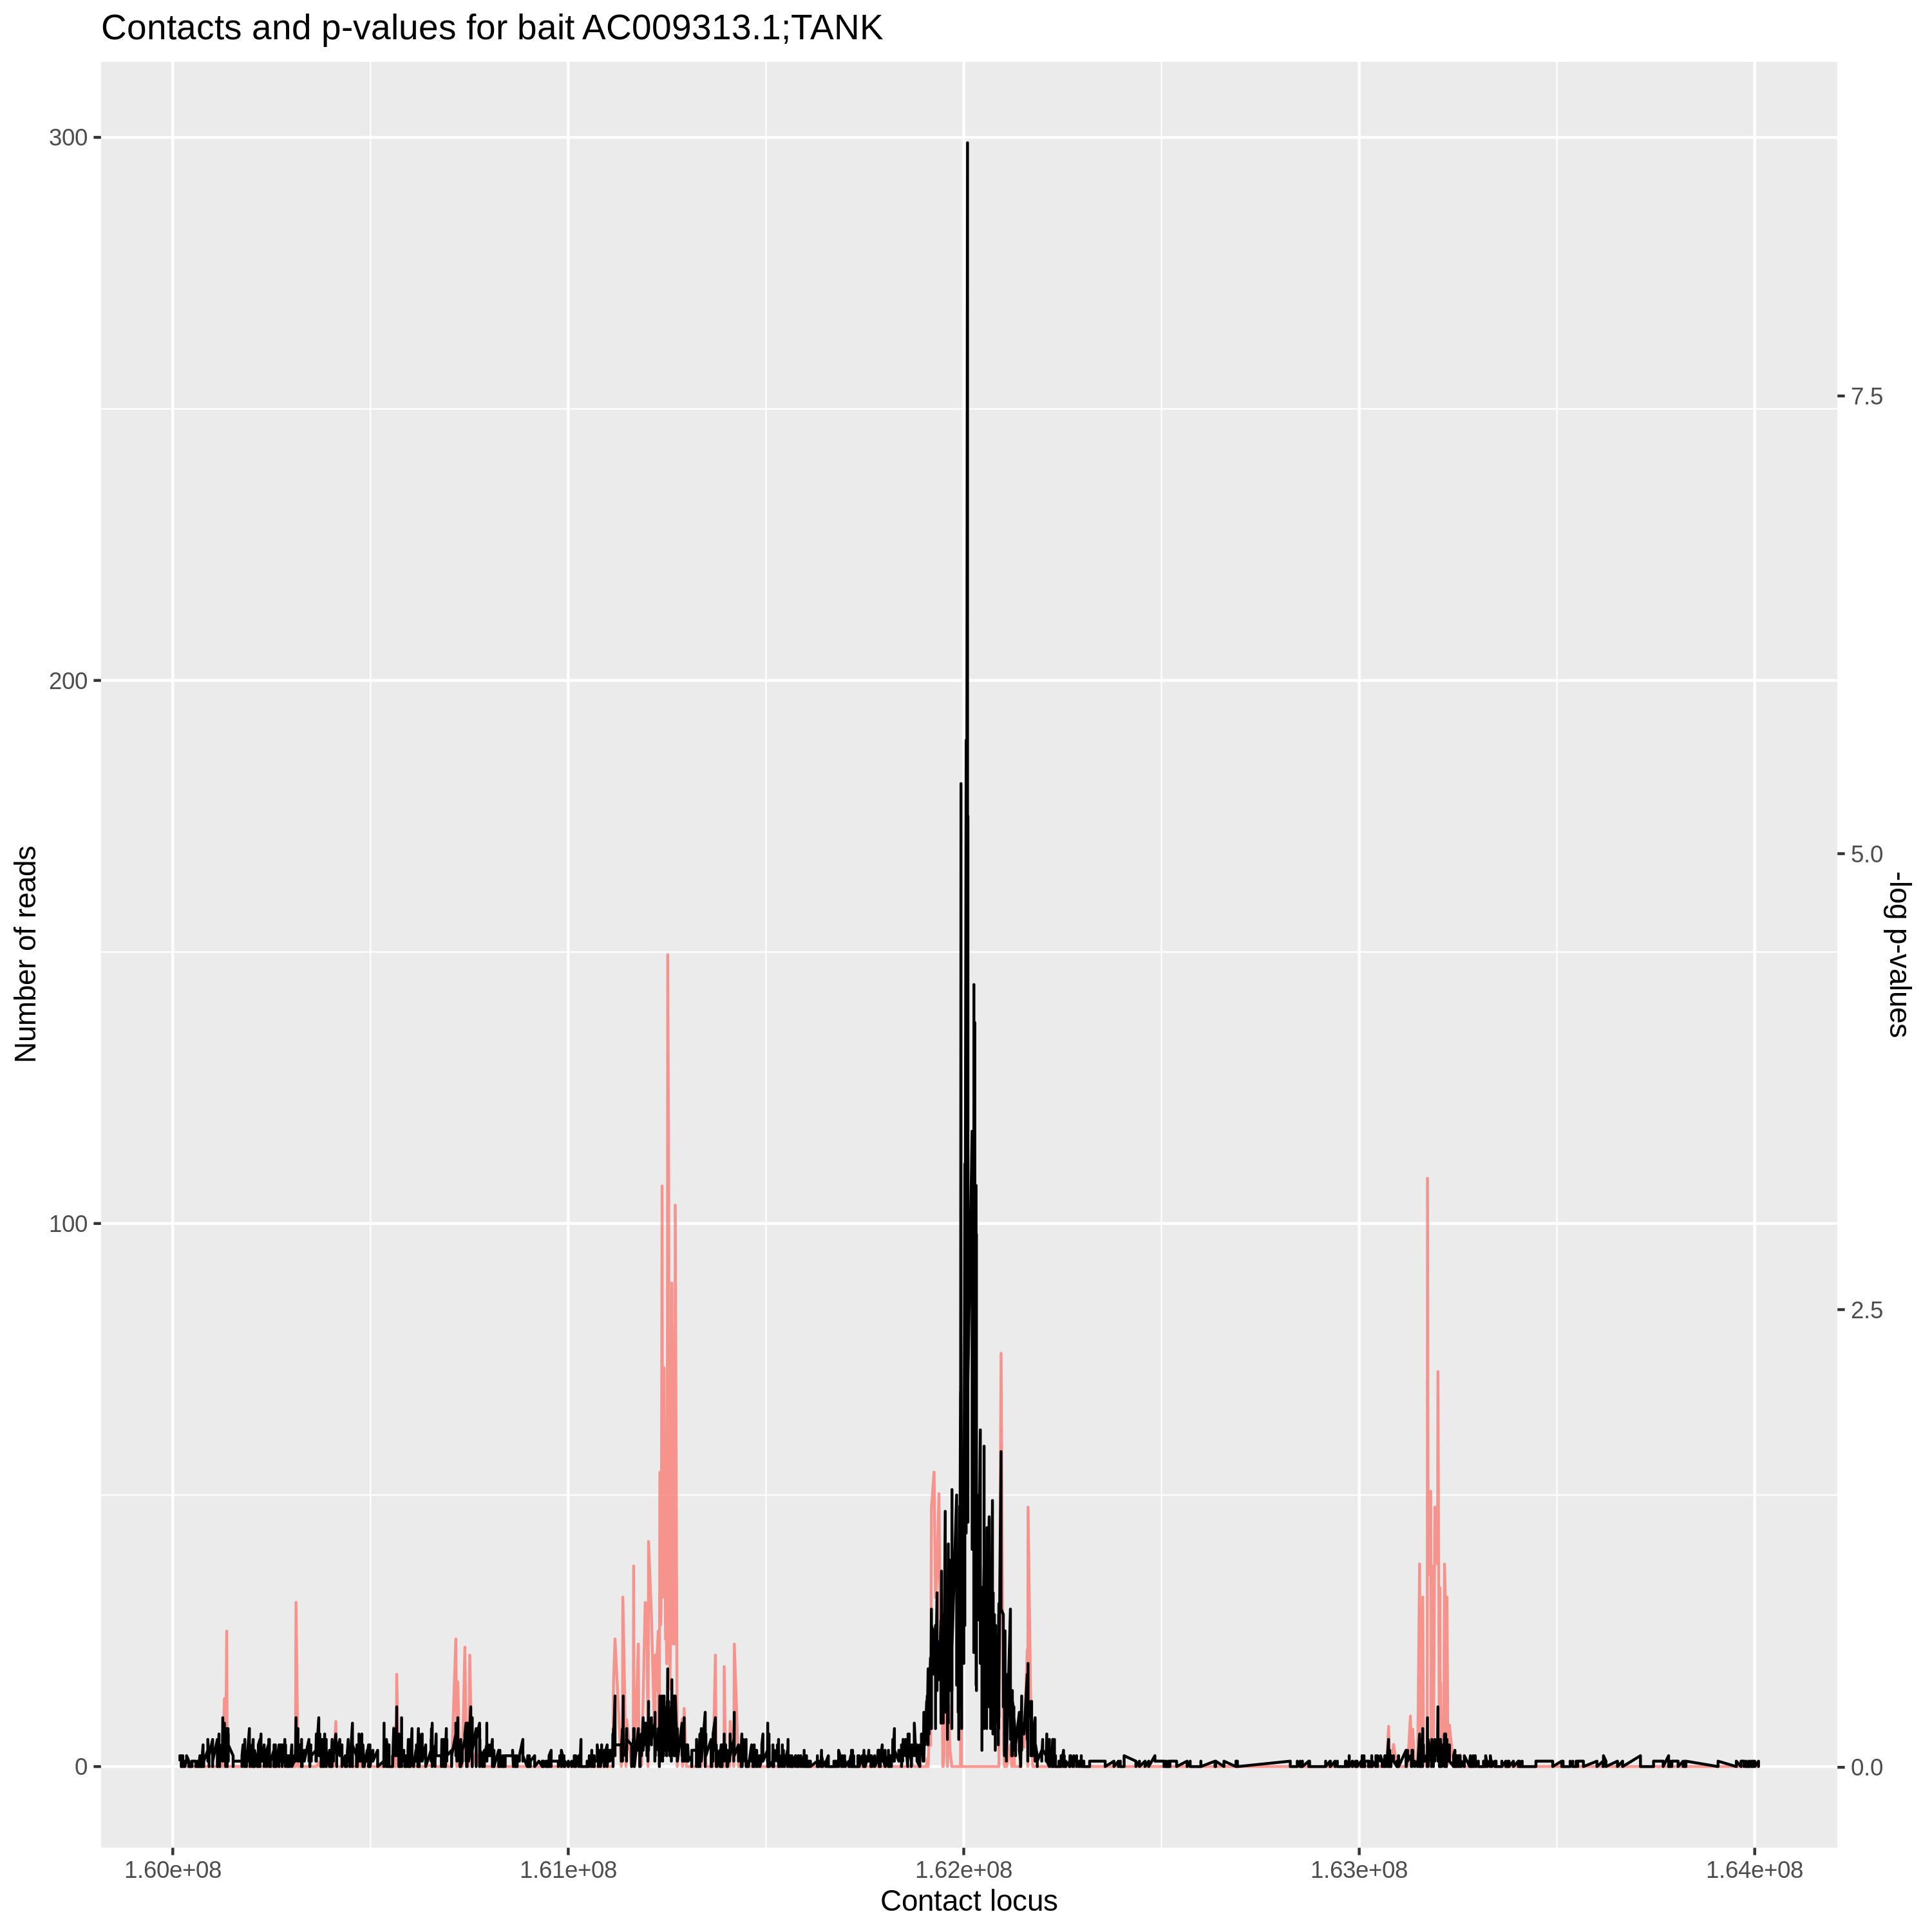 Contacts and p-values for bait AC009313.1;TANK
300
200
100
0
Number of reads
7.5
5.0
2.5
0.0
-log p-values
1.60e+08
1.61e+08
1.62e+08
1.63e+08
1.64e+08
Contact locus